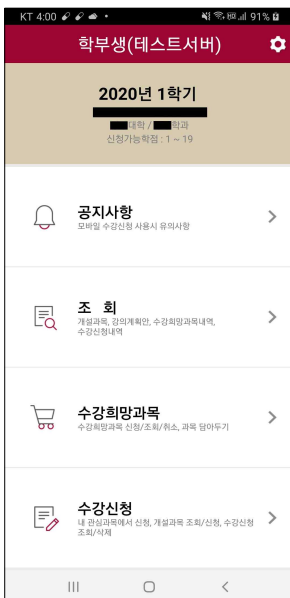 KT 4:00 91%
학부생(테스트서버)
2020년 1학기
대학 / 학과
신청가능학점 : 1 ~ 19
공지사항
모바일 수강신청 사용시 유의사항
조 회
개설과목, 강의계획안, 수강희망과목내역,
수강신청내역
수강희망과목
수강희망과목 신청/조회/취소, 과목 담아두기
수강신청
내 관심과목에서 신청, 개설과목 조회/신청, 수강신청
조회/삭제